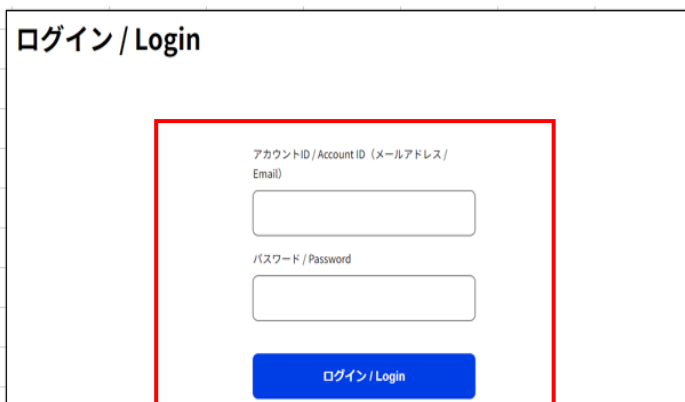 ログイン / Login
アカウントID / Account ID（メールアドレス /
Email）
パスワード / Password
ログイン / Login